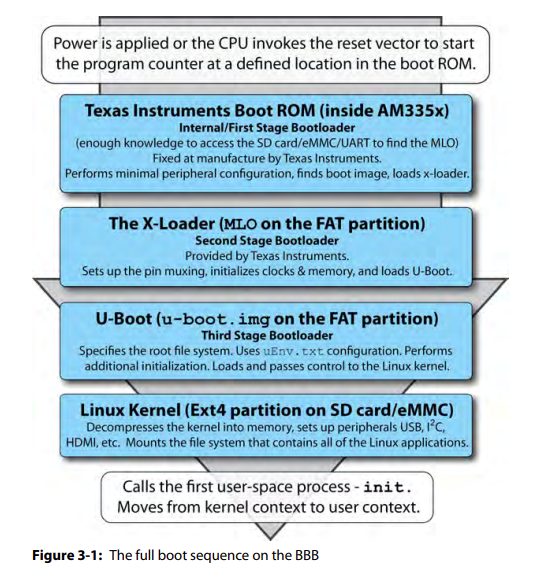 Power is applied or the CPU invokes the reset vector to start
the program counter at a defined location in the boot ROM.
Texas Instruments Boot ROM (inside AM335x)
Internal/First Stage Bootloader
(enough knowledge to access the SD card/eMMC/UART to find the MLO)
Fixed at manufacture by Texas Instruments.
Performs minimal peripheral configuration, finds boot image, loads x-loader.
The X-Loader (MLO on the FAT partition)
Second Stage Bootloader
Provided by Texas Instruments.
Sets up the pin muxing, initializes clocks & memory, and loads U-Boot.
U-Boot (u-boot.img on the FAT partition)
Third Stage Bootloader
Specifies the root file system. Uses uEnv.txt configuration. Performs
additional initialization. Loads and passes control to the Linux kernel.
Linux Kernel (Ext4 partition on SD card/eMMC)
Decompresses the kernel into memory, sets up peripherals USB, I²C,
HDMI, etc. Mounts the file system that contains all of the Linux applications.
Calls the first user-space process - init.
Moves from kernel context to user context.
Figure 3-1: The full boot sequence on the BBB